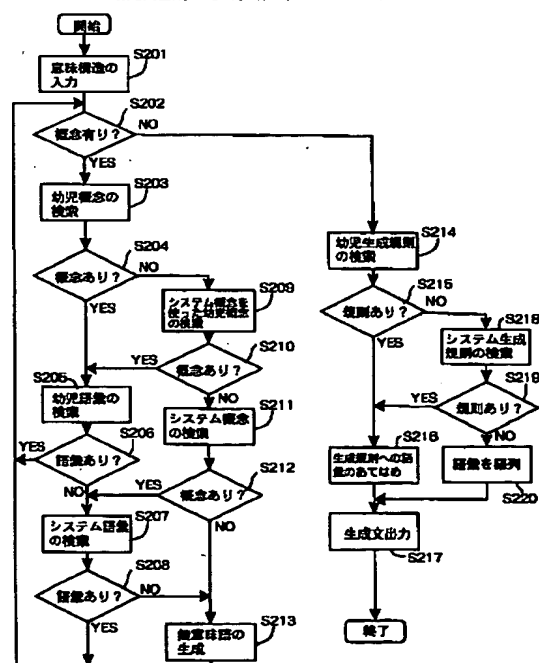 開始
S201
意味構造の
入力
S202
概念有り?
NO
YES
S203
幼児概念の
検索
S204
概念あり?
NO
YES
S209
システム概念を
使った幼児概念
の検索
S210
YES
概念あり?
NO
S205
幼児語彙の
検索
S211
システム概念
の検索
S206
YES
語彙あり?
NO
S212
YES
概念あり?
NO
S207
システム語彙
の検索
S208
語彙あり?
NO
YES
S213
無意味語の
生成
S214
幼児生成規則
の検索
S215
規則あり?
NO
YES
S218
システム生成
規則の検索
S219
YES
規則あり?
NO
S216
生成規則への語
彙のあてはめ
語彙を羅列
S220
生成文出力
S217
終了